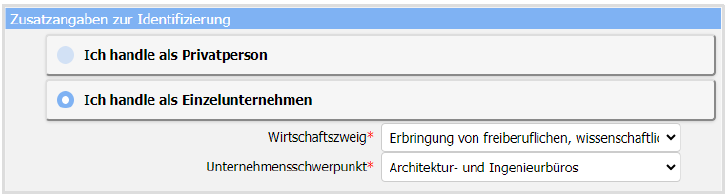 Zusatzangaben zur Identifizierung
Ich handle als Privatperson
Ich handle als Einzelunternehmen
Wirtschaftszweig* Erbringung von freiberuflichen, wissenschaftlic
Unternehmensschwerpunkt* Architektur- und Ingenieurbüros